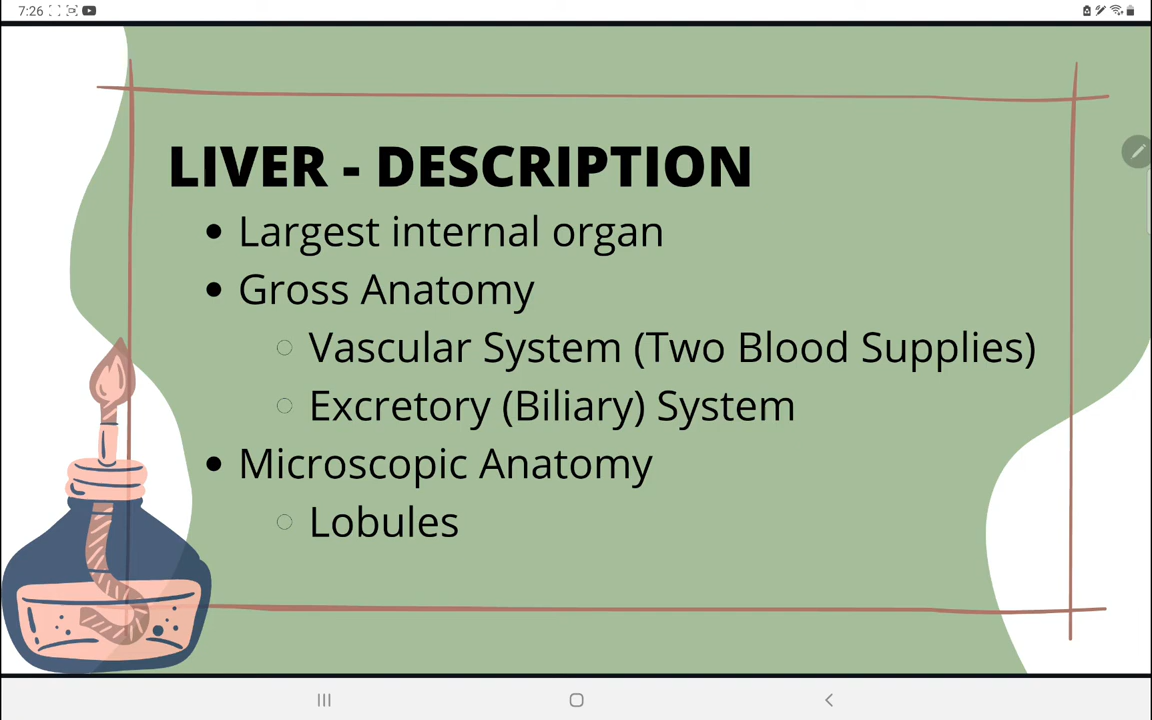 7:26
LIVER - DESCRIPTION
Largest internal organ
Gross Anatomy
Vascular System (Two Blood Supplies)
Excretory (Biliary) System
Microscopic Anatomy
Lobules